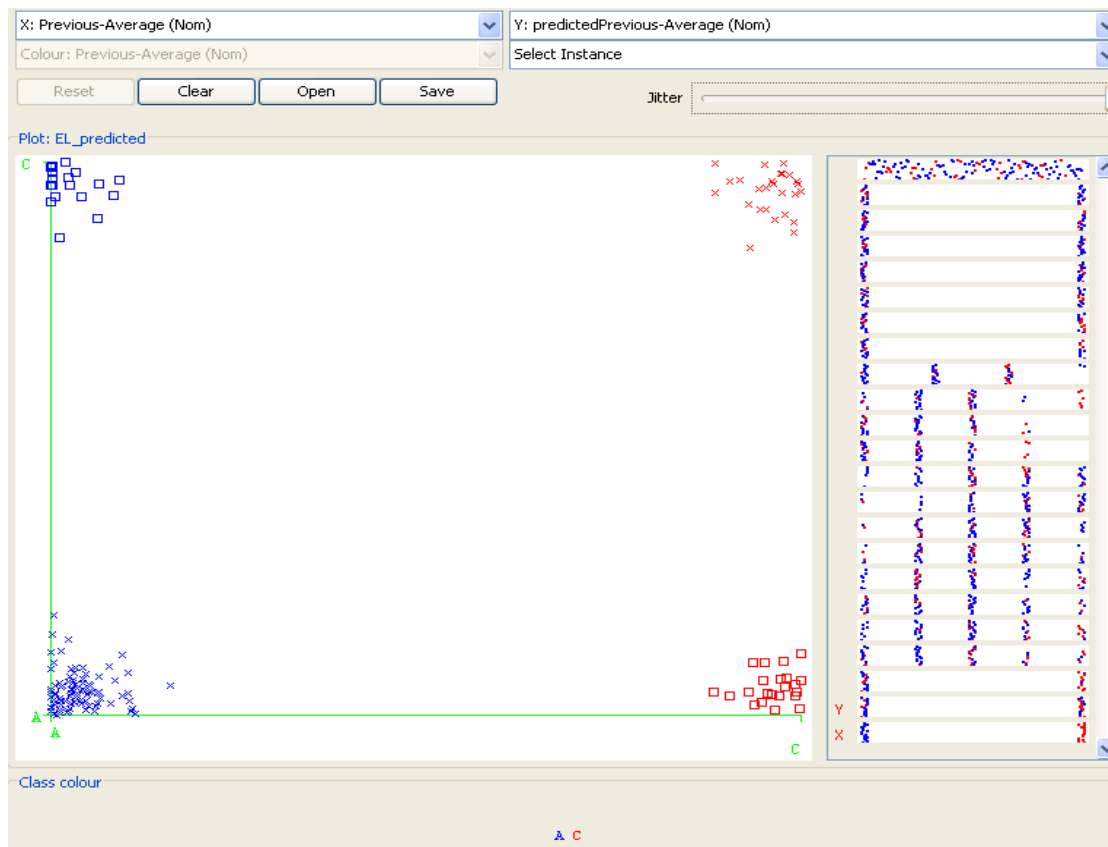 X: Previous-Average (Nom) Y: predictedPrevious-Average (Nom)
Colour: Previous-Average (Nom) Select Instance
Reset Clear Open Save Jitter
Plot: EL_predicted
C
A
A
C
Y
X
Class colour
A C